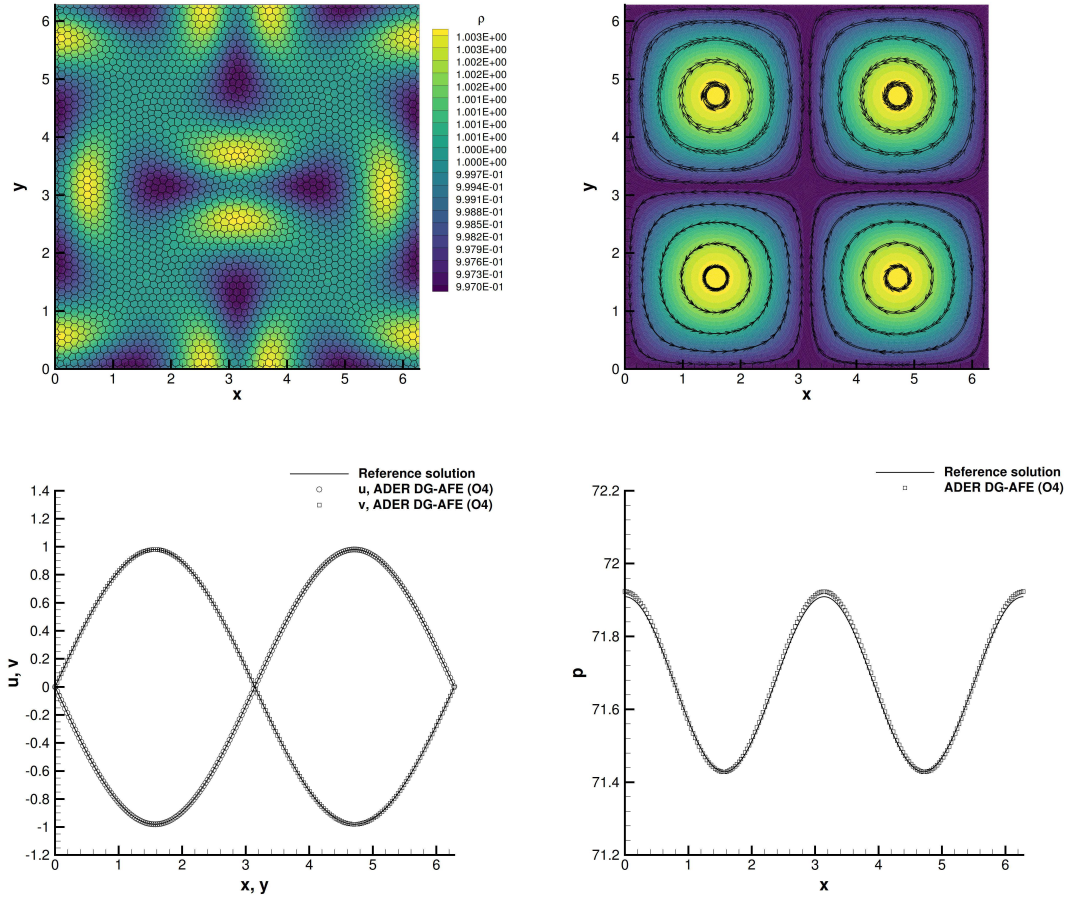 ρ
1.003E+00
1.003E+00
1.002E+00
1.002E+00
1.001E+00
1.001E+00
1.001E+00
1.000E+00
9.997E-01
9.994E-01
9.991E-01
9.988E-01
9.985E-01
9.982E-01
9.979E-01
9.976E-01
9.973E-01
9.970E-01
y
6
5
4
3
2
1
0
0 1 2 3 4 5 6
x
y
6
5
4
3
2
1
0
0 1 2 3 4 5 6
x
Reference solution
u, ADER DG-AFE (O4)
v, ADER DG-AFE (O4)
u, v
1.4
1.2
1
0.8
0.6
0.4
0.2
0
-0.2
-0.4
-0.6
-0.8
-1
-1.2
0 1 2 3 4 5 6
x, y
Reference solution
ADER DG-AFE (O4)
p
72.2
72
71.8
71.6
71.4
71.2
0 1 2 3 4 5 6
x